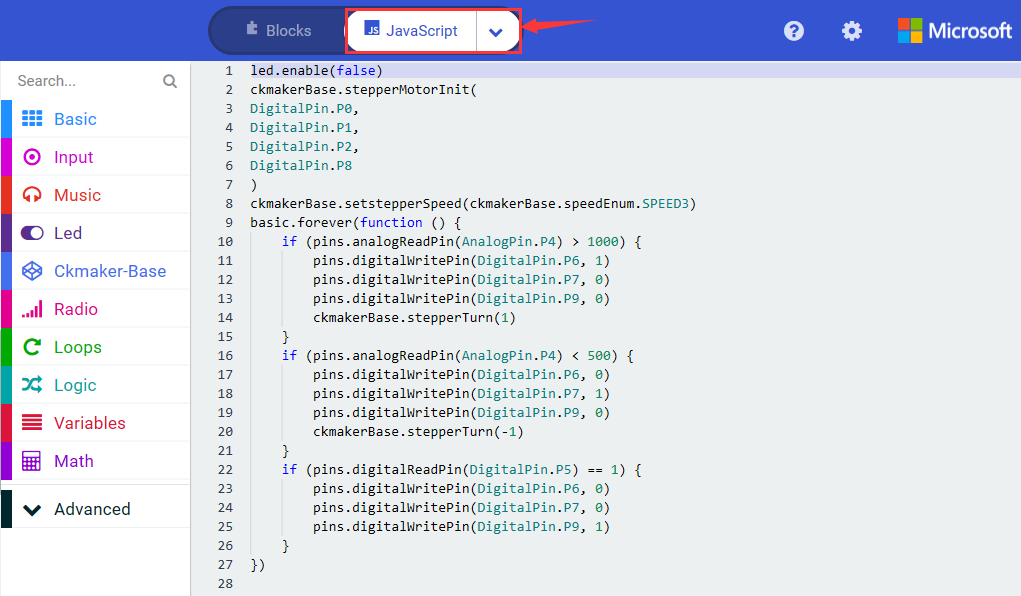 Blocks
JS JavaScript
?
Microsoft
Search...
Basic
Input
Music
Led
Ckmaker-Base
Radio
Loops
Logic
Variables
Math
Advanced
1 led.enable(false)
2 ckmakerBase.stepperMotorInit(
3 DigitalPin.P0,
4 DigitalPin.P1,
5 DigitalPin.P2,
6 DigitalPin.P8
7 )
8 ckmakerBase.setstepperSpeed(ckmakerBase.speedEnum.SPEED3)
9 basic.forever(function () {
10     if (pins.analogReadPin(AnalogPin.P4) > 1000) {
11         pins.digitalWritePin(DigitalPin.P6, 1)
12         pins.digitalWritePin(DigitalPin.P7, 0)
13         pins.digitalWritePin(DigitalPin.P9, 0)
14         ckmakerBase.stepperTurn(1)
15     }
16     if (pins.analogReadPin(AnalogPin.P4) < 500) {
17         pins.digitalWritePin(DigitalPin.P6, 0)
18         pins.digitalWritePin(DigitalPin.P7, 1)
19         pins.digitalWritePin(DigitalPin.P9, 0)
20         ckmakerBase.stepperTurn(-1)
21     }
22     if (pins.digitalReadPin(DigitalPin.P5) == 1) {
23         pins.digitalWritePin(DigitalPin.P6, 0)
24         pins.digitalWritePin(DigitalPin.P7, 0)
25         pins.digitalWritePin(DigitalPin.P9, 1)
26     }
27 })
28